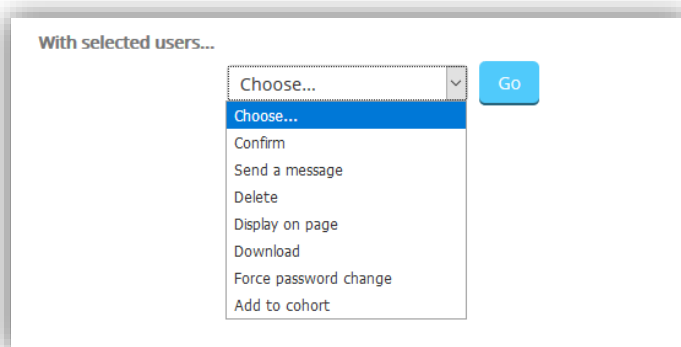 With selected users...
Choose... Go
Choose...
Confirm
Send a message
Delete
Display on page
Download
Force password change
Add to cohort